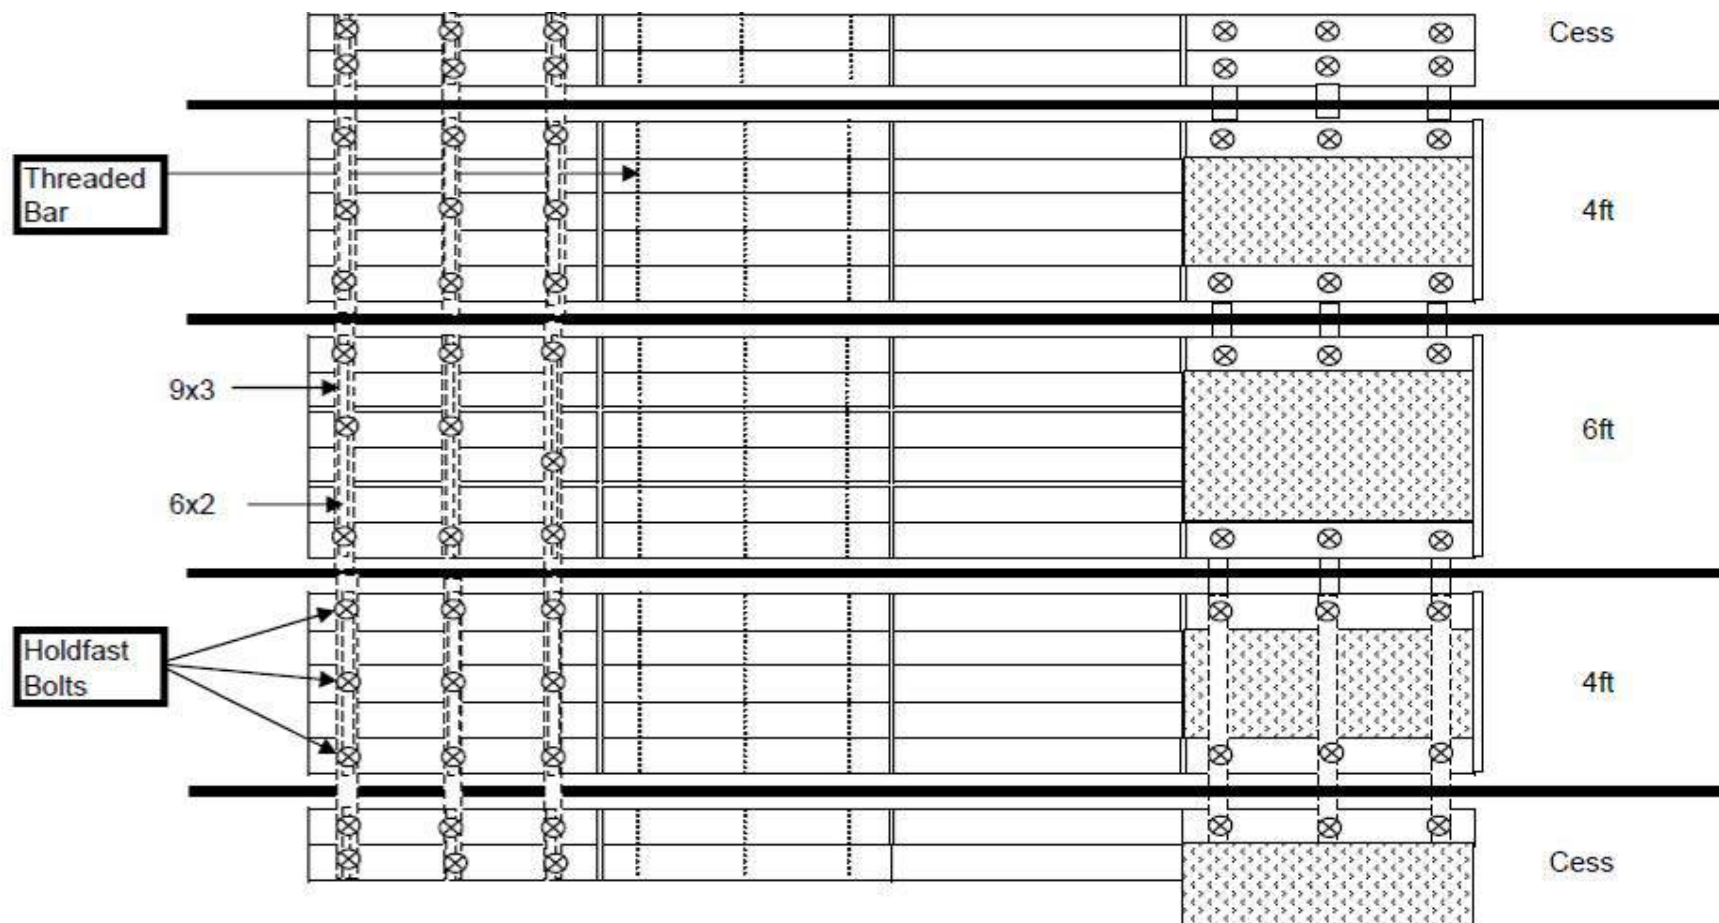 Cess
Threaded
Bar
4ft
9x3
6ft
6x2
Holdfast
Bolts
4ft
Cess